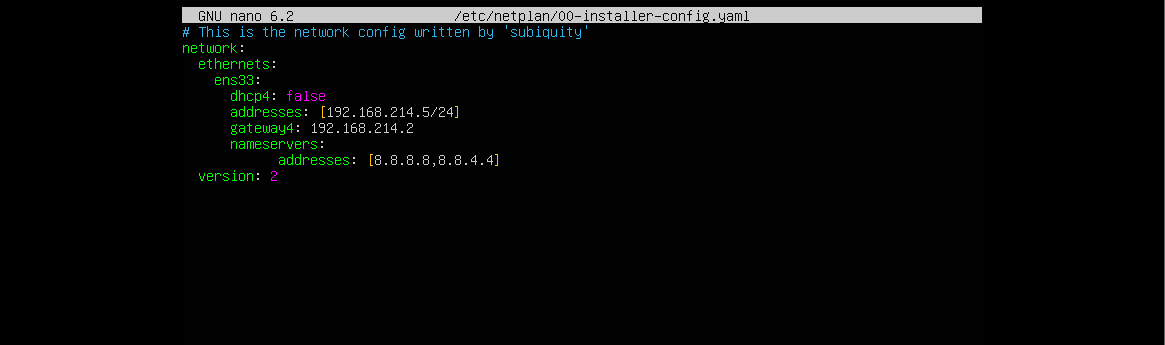 GNU nano 6.2 /etc/netplan/00-installer-config.yaml
# This is the network config written by 'subiquity'
network:
  ethernets:
    ens33:
      dhcp4: false
      addresses: [192.168.214.5/24]
      gateway4: 192.168.214.2
      nameservers:
            addresses: [8.8.8.8,8.8.4.4]
  version: 2